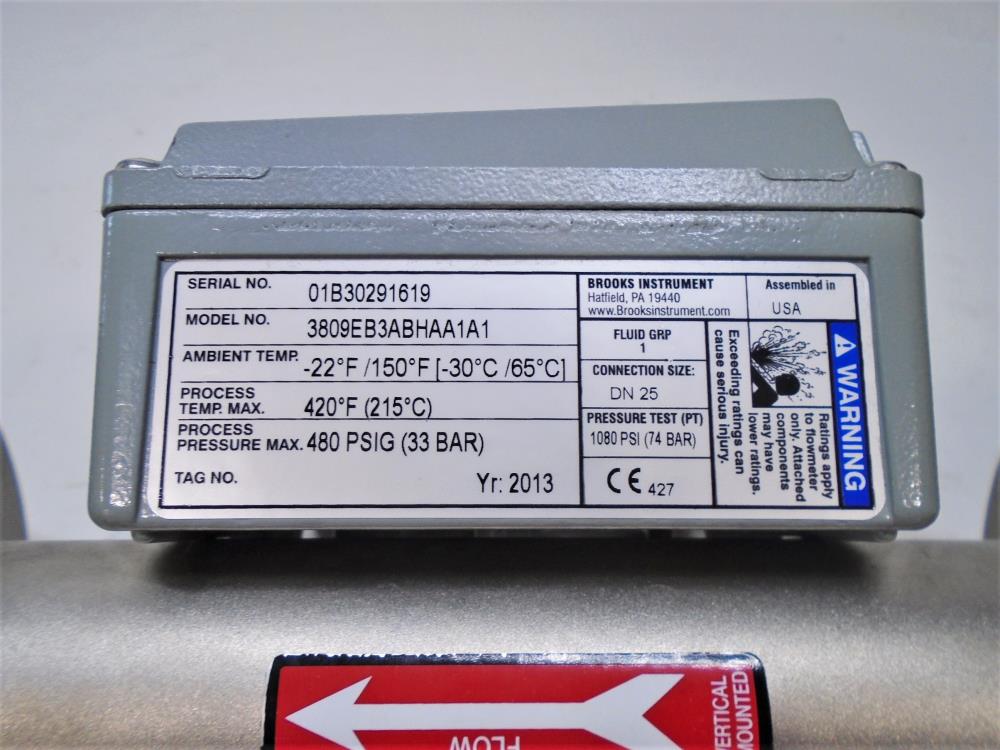 SERIAL NO. 01B30291619
MODEL NO. 3809EB3ABHAA1A1
AMBIENT TEMP. -22°F /150°F [-30°C /65°C]
PROCESS
TEMP. MAX. 420°F (215°C)
PROCESS
PRESSURE MAX. 480 PSIG (33 BAR)
TAG NO. Yr: 2013
BROOKS INSTRUMENT
Hatfield, PA 19440
www.Brooksinstrument.com
Assembled in
USA
FLUID GRP
1
CONNECTION SIZE:
DN 25
PRESSURE TEST (PT)
1080 PSI (74 BAR)
CE 427
Exceeding ratings can
cause serious injury.
WARNING
Ratings apply
to flowmeter
only. Attached
components
may have
lower ratings.
FLOW
VERTICAL
MOUNTED